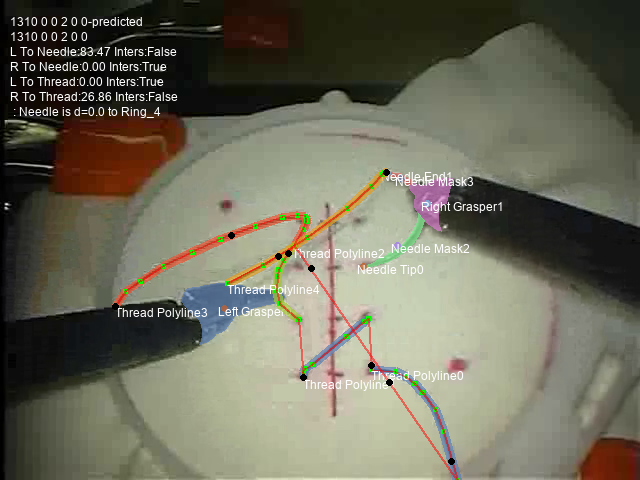 1310 0 0 2 0 0-predicted
1310 0 0 2 0 0
L To Needle:83.47 Inters:False
R To Needle:0.00 Inters:True
L To Thread:0.00 Inters:True
R To Thread:26.86 Inters:False
: Needle is d=0.0 to Ring_4
Needle End1
Needle Mask3
Right Grasper1
Needle Mask2
Thread Polyline2
Needle Tip0
Thread Polyline4
Thread Polyline3
Left Grasper
Thread Polyline0
Thread Polyline